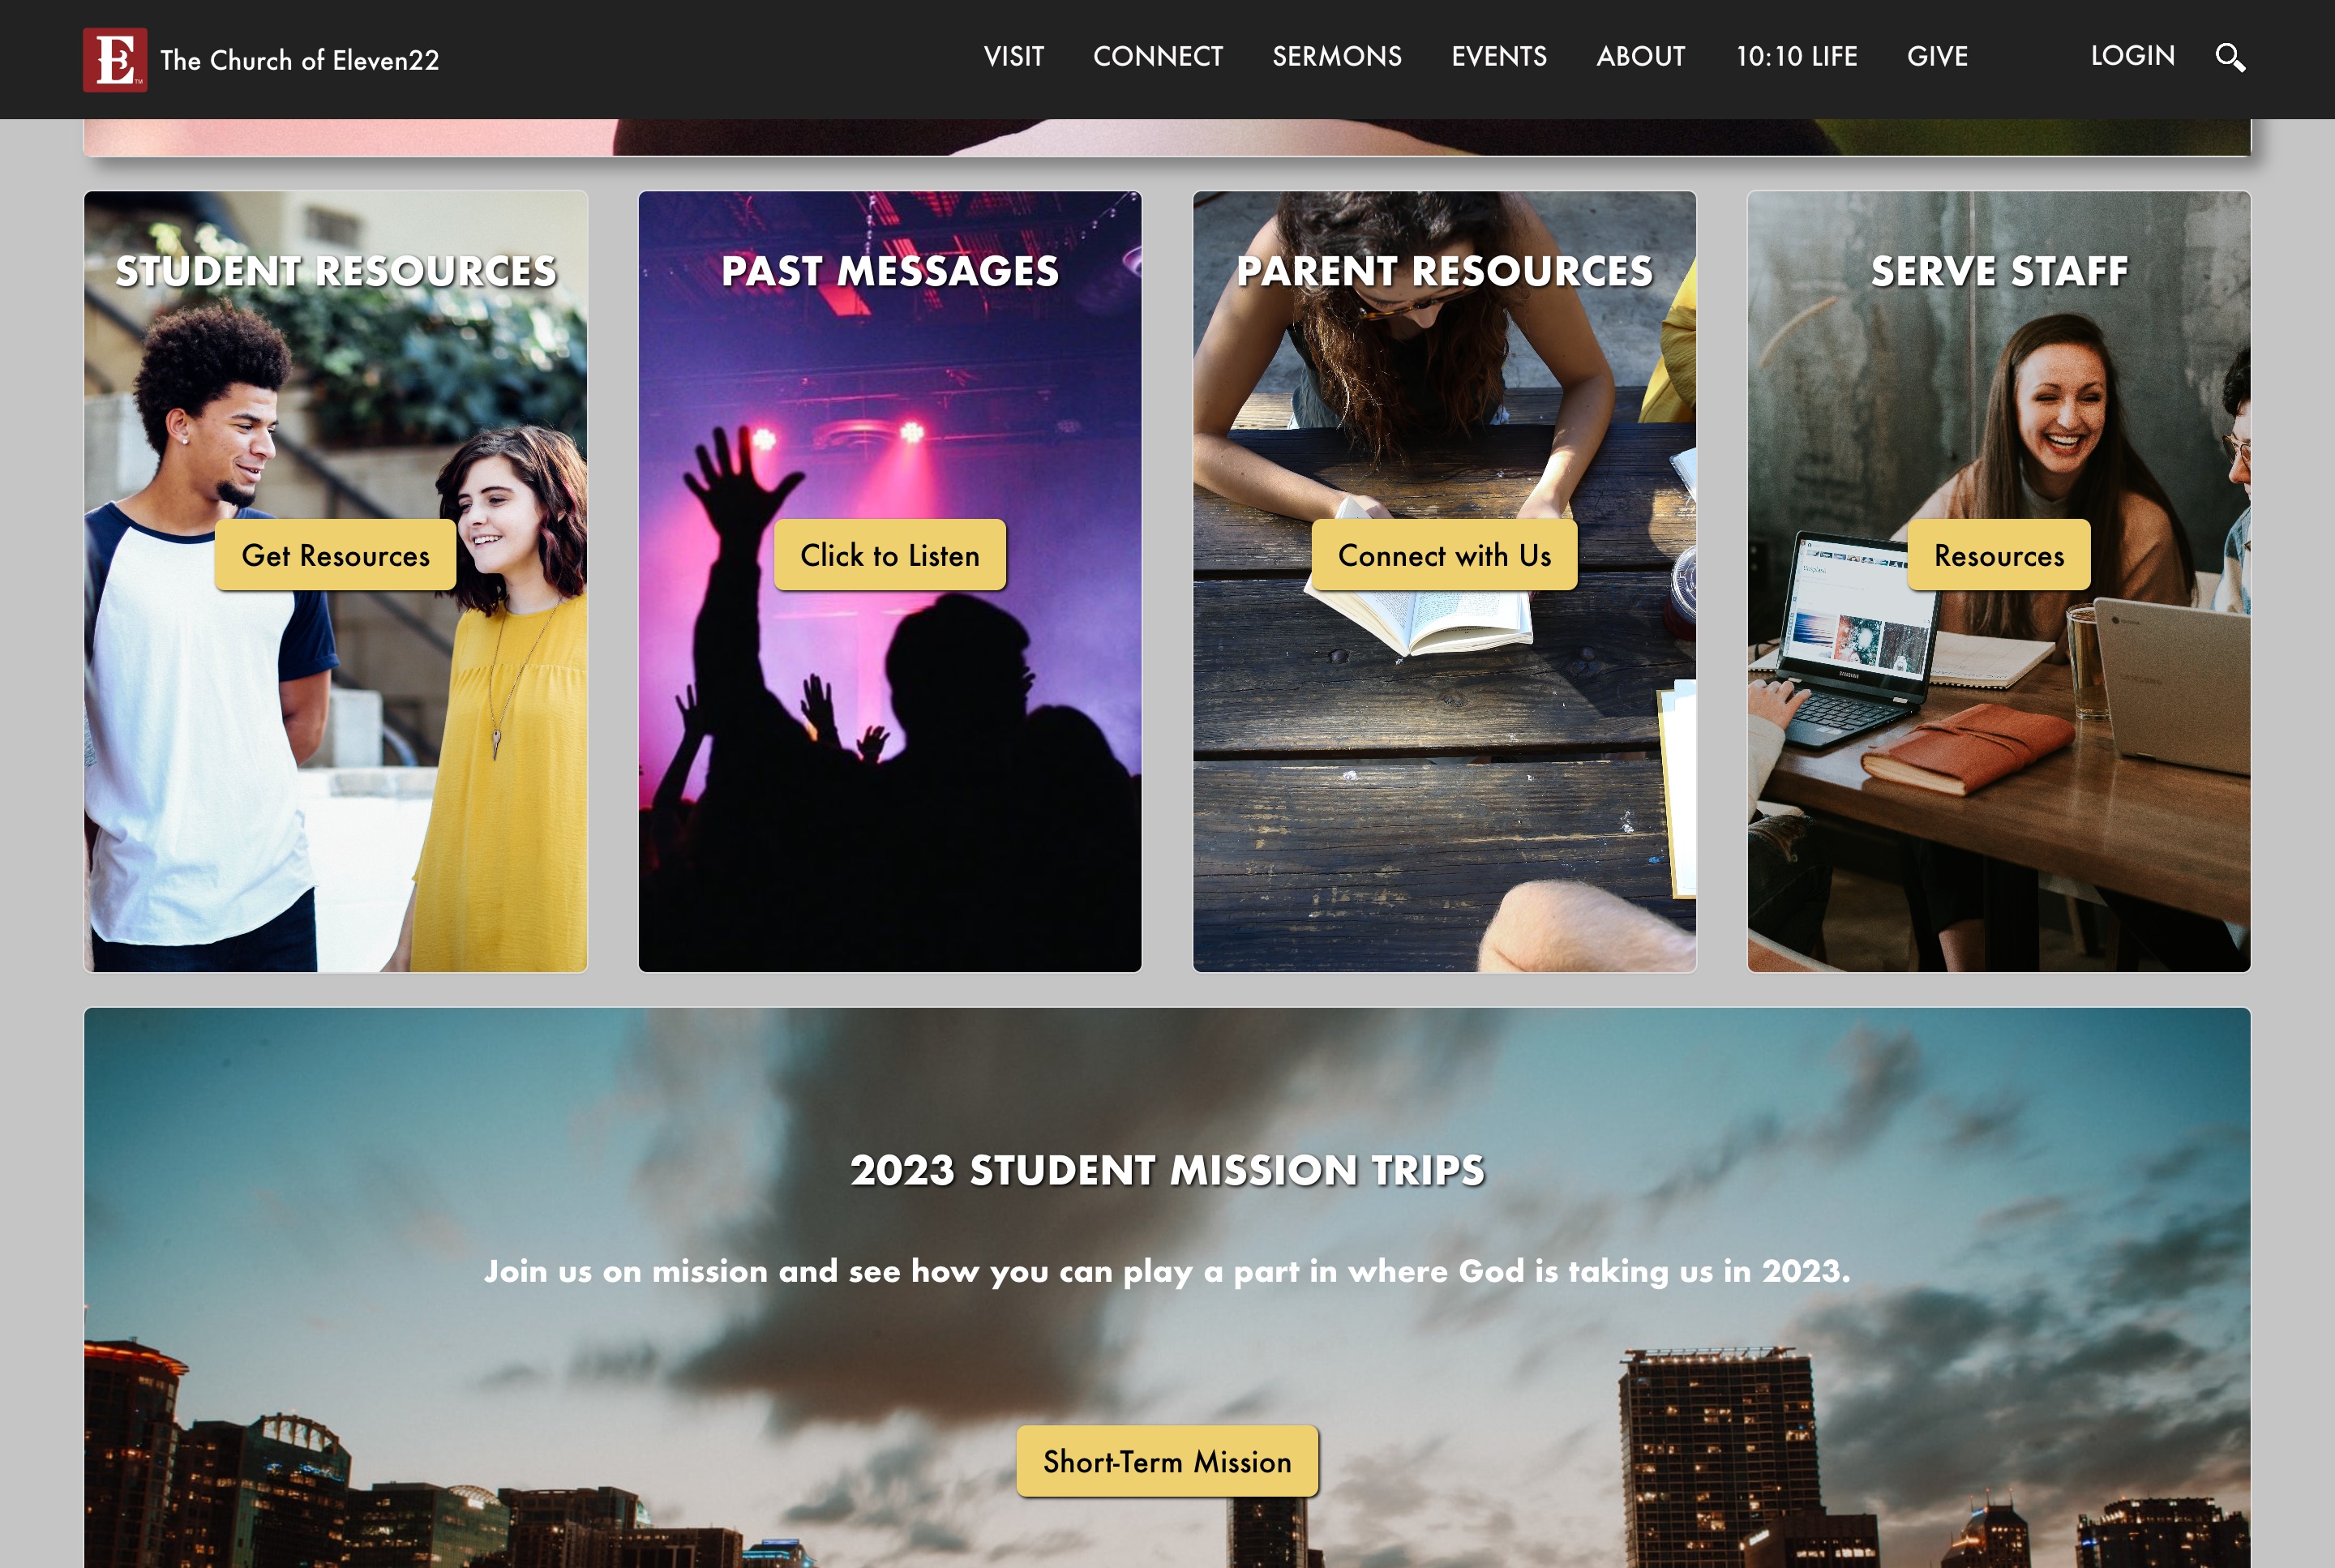 E
The Church of Eleven22
VISIT CONNECT SERMONS EVENTS ABOUT 10:10 LIFE GIVE LOGIN
STUDENT RESOURCES
Get Resources
PAST MESSAGES
Click to Listen
PARENT RESOURCES
Connect with Us
SERVE STAFF
Resources
SAMSUNG
2023 STUDENT MISSION TRIPS
Join us on mission and see how you can play a part in where God is taking us in 2023.
Short-Term Mission